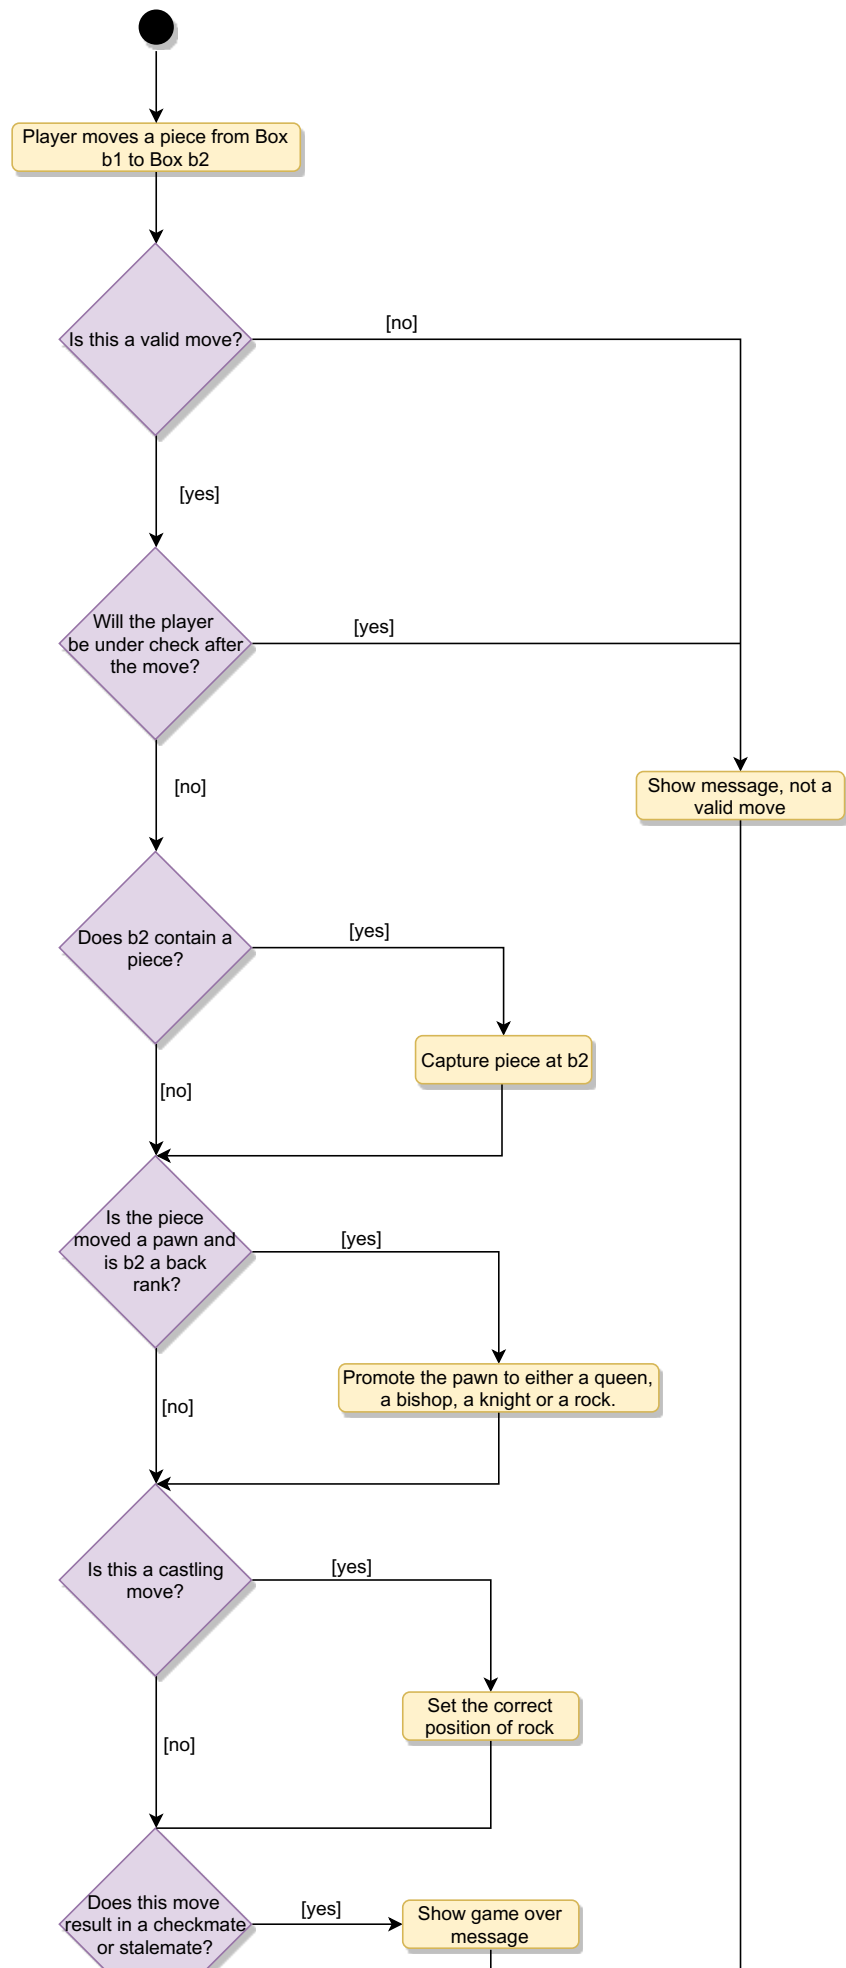 Player moves a piece from Box
b1 to Box b2
Is this a valid move?
[no]
[yes]
Will the player
be under check after
the move?
[yes]
[no]
Show message, not a
valid move
Does b2 contain a
piece?
[yes]
Capture piece at b2
[no]
Is the piece
moved a pawn and
is b2 a back
rank?
[yes]
Promote the pawn to either a queen,
a bishop, a knight or a rock.
[no]
Is this a castling
move?
[yes]
Set the correct
position of rock
[no]
Does this move
result in a checkmate
or stalemate?
[yes]
Show game over
message